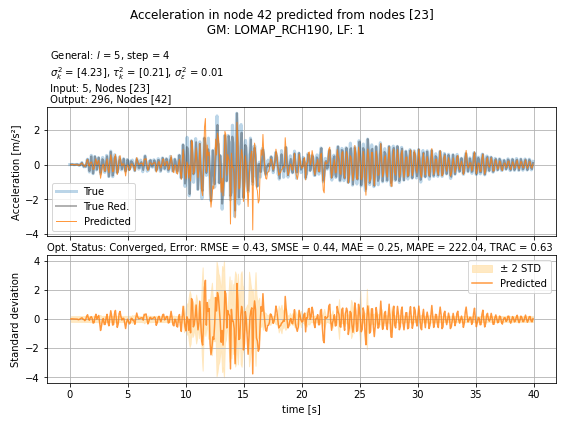 Acceleration in node 42 predicted from nodes [23]
GM: LOMAP_RCH190, LF: 1
General: l = 5, step = 4
σ²ₖ = [4.23], τ²ₖ = [0.21], σ²ε = 0.01
Input: 5, Nodes [23]
Output: 296, Nodes [42]
Acceleration [m/s²]
2
0
−2
−4
True
True Red.
Predicted
Opt. Status: Converged, Error: RMSE = 0.43, SMSE = 0.44, MAE = 0.25, MAPE = 222.04, TRAC = 0.63
Standard deviation
4
2
0
−2
−4
± 2 STD
Predicted
0 5 10 15 20 25 30 35 40
time [s]